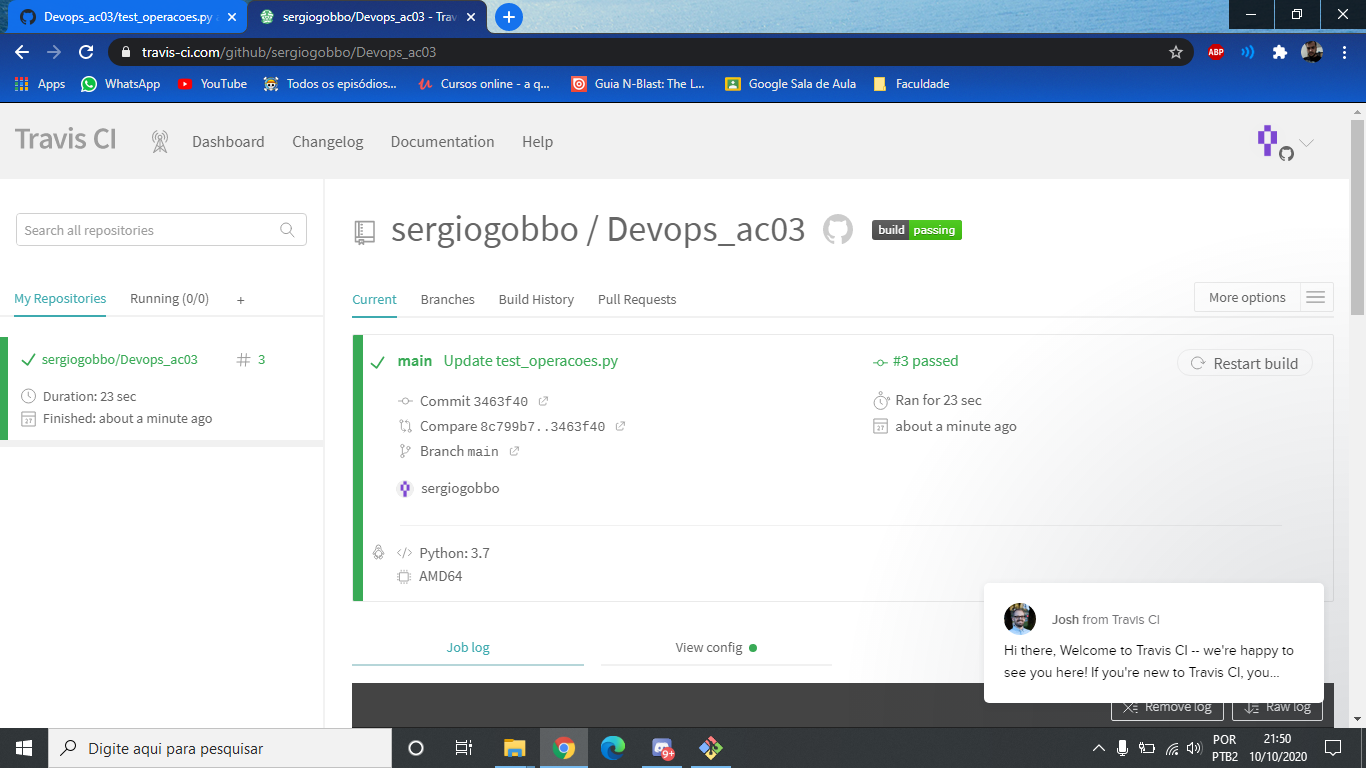 Devops_ac03/test_operacoes.py
sergiogobbo/Devops_ac03 - Trav
travis-ci.com/github/sergiogobbo/Devops_ac03
ABP
Apps
WhatsApp
YouTube
Todos os episódios...
Cursos online - a q...
Guia N-Blast: The L...
Google Sala de Aula
Faculdade
Travis CI
Dashboard
Changelog
Documentation
Help
Search all repositories
sergiogobbo / Devops_ac03
build passing
My Repositories
Running (0/0)
+
Current
Branches
Build History
Pull Requests
More options
sergiogobbo/Devops_ac03
# 3
Duration: 23 sec
Finished: about a minute ago
main Update test_operacoes.py
#3 passed
Restart build
Commit 3463f40
Ran for 23 sec
Compare 8c799b7..3463f40
about a minute ago
Branch main
sergiogobbo
Python: 3.7
AMD64
Josh from Travis CI
Hi there, Welcome to Travis CI -- we're happy to
see you here! If you're new to Travis CI, you...
Job log
View config
Remove log
Raw log
Digite aqui para pesquisar
9+
POR
PTB2
21:50
10/10/2020